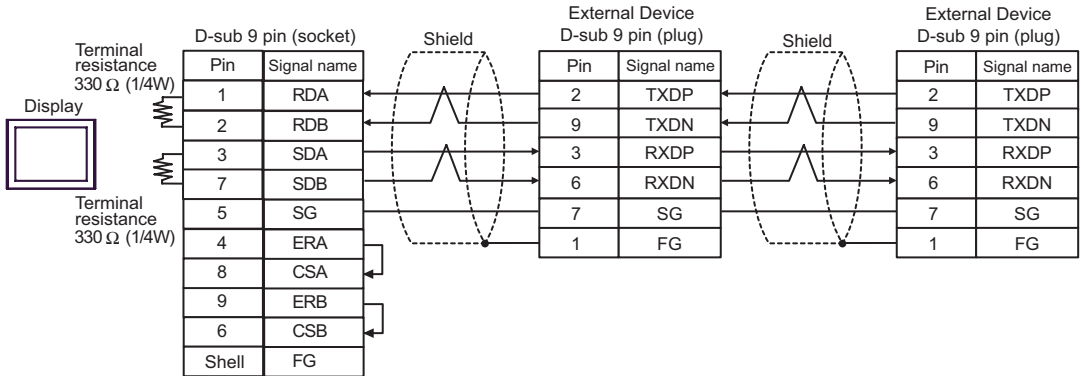 External Device
External Device
D-sub 9 pin (socket)
Shield
D-sub 9 pin (plug)
Shield
D-sub 9 pin (plug)
Terminal
resistance
330 Ω (1/4W)
Display
Terminal
resistance
330 Ω (1/4W)
Pin Signal name
1 RDA
2 RDB
3 SDA
7 SDB
5 SG
4 ERA
8 CSA
9 ERB
6 CSB
Shell FG
Pin Signal name
2 TXDP
9 TXDN
3 RXDP
6 RXDN
7 SG
1 FG
Pin Signal name
2 TXDP
9 TXDN
3 RXDP
6 RXDN
7 SG
1 FG